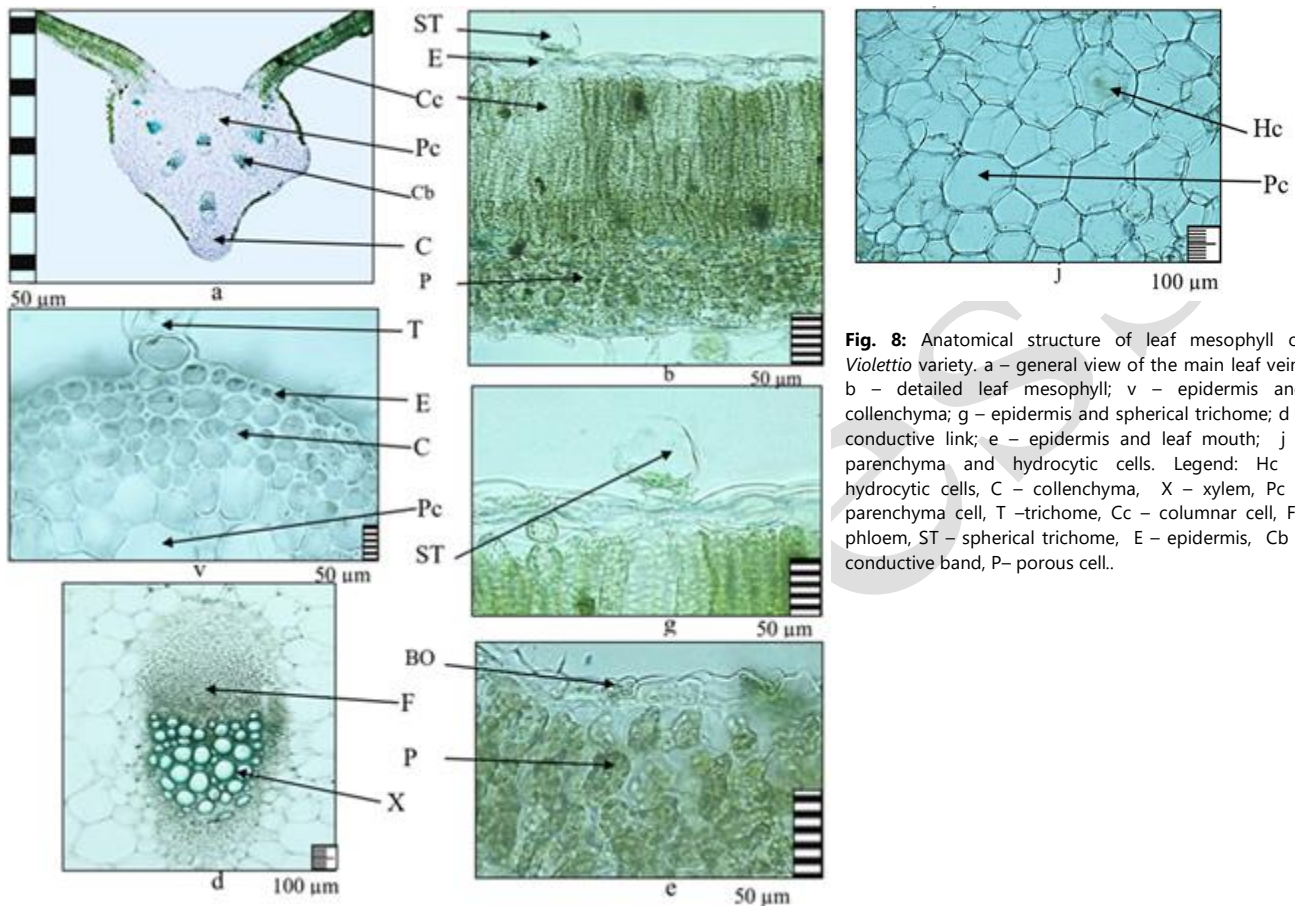 ST
E
Cc
Pc
Cb
C
P
a
50 µm
b
50 µm
Hc
Pc
j
100 µm
T
E
C
Pc
v
50 µm
ST
g
50 µm
F
X
d
100 µm
BO
P
e
50 µm
Fig. 8: Anatomical structure of leaf mesophyll
Violettio variety. a – general view of the main leaf vein
b – detailed leaf mesophyll; v – epidermis and
collenchyma; g – epidermis and spherical trichome; d
conductive link; e – epidermis and leaf mouth; j
parenchyma and hydrocytic cells. Legend: Hc
hydrocytic cells, C – collenchyma, X – xylem, Pc
parenchyma cell, T –trichome, Cc – columnar cell, F
phloem, ST – spherical trichome, E – epidermis, Cb
conductive band, P– porous cell..